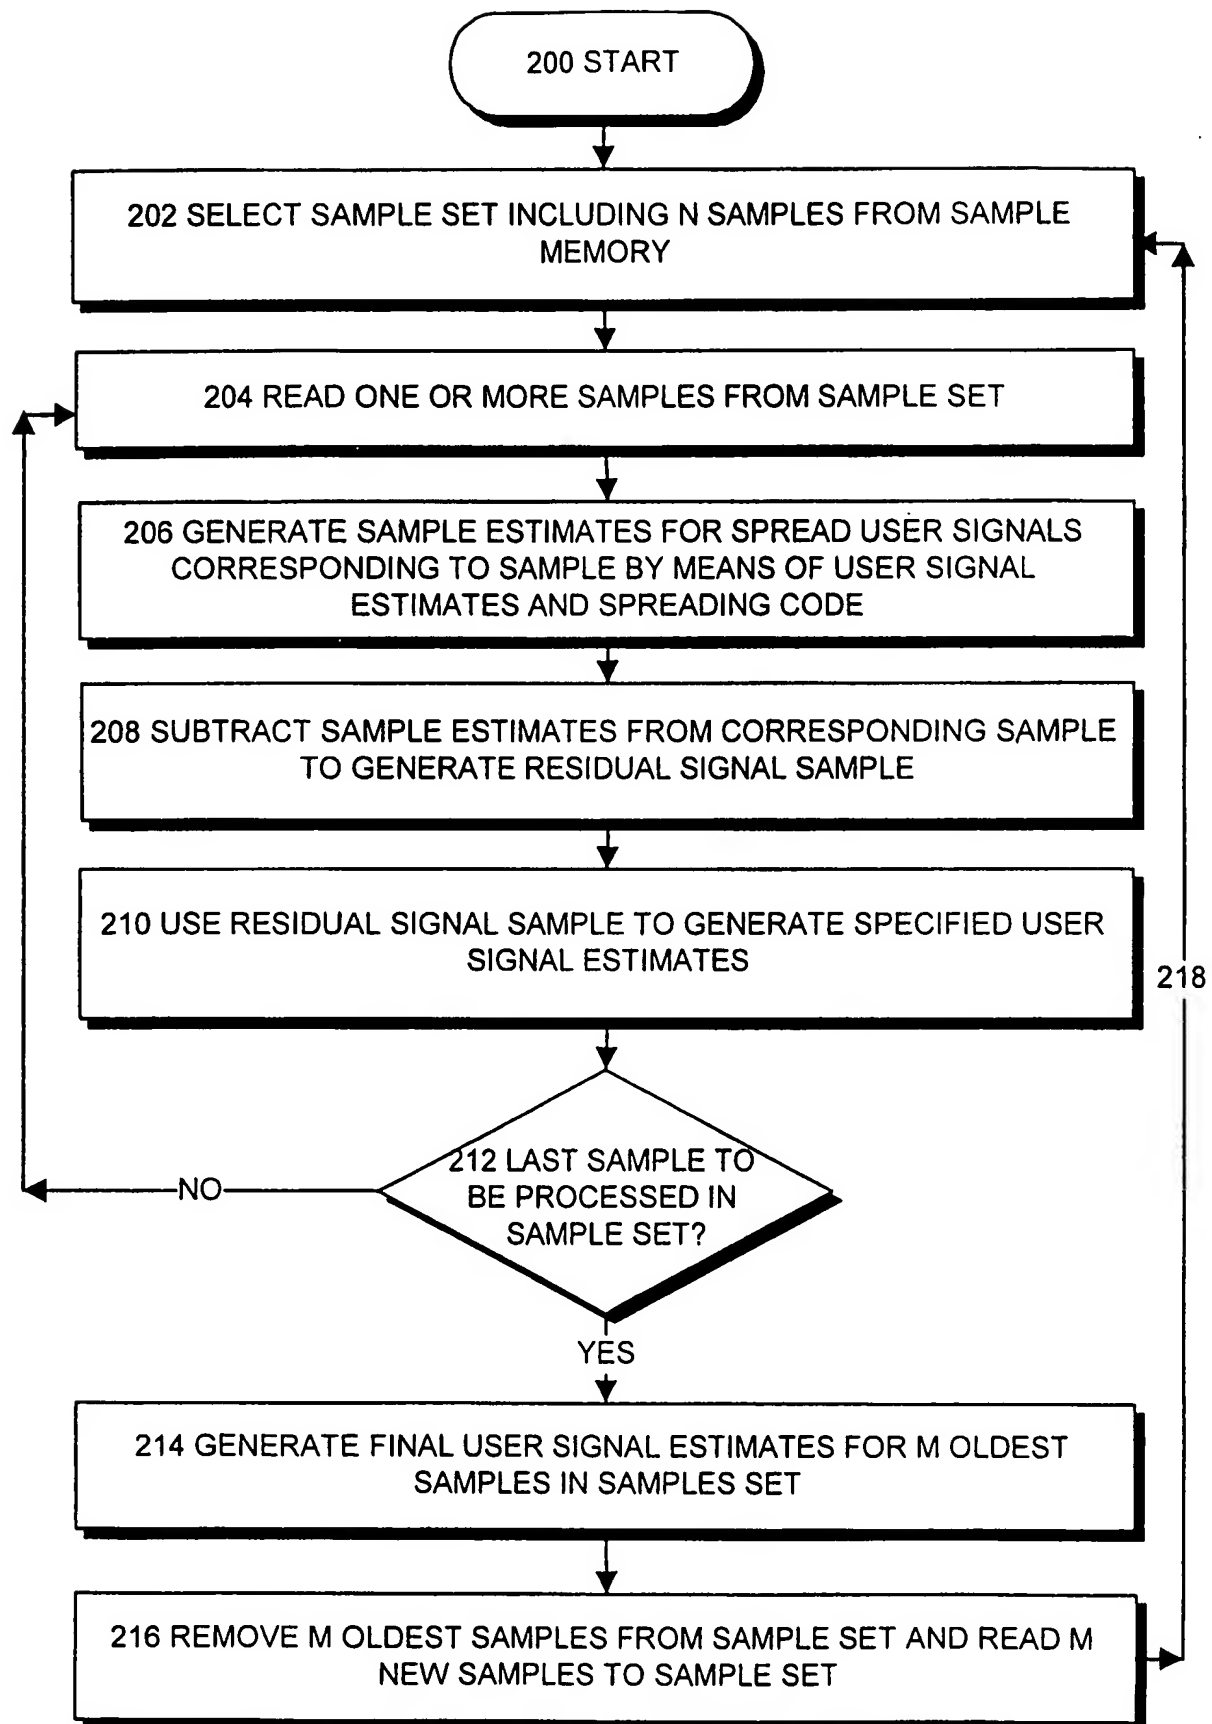 200 START
202 SELECT SAMPLE SET INCLUDING N SAMPLES FROM SAMPLE
MEMORY
204 READ ONE OR MORE SAMPLES FROM SAMPLE SET
206 GENERATE SAMPLE ESTIMATES FOR SPREAD USER SIGNALS
CORRESPONDING TO SAMPLE BY MEANS OF USER SIGNAL
ESTIMATES AND SPREADING CODE
208 SUBTRACT SAMPLE ESTIMATES FROM CORRESPONDING SAMPLE
TO GENERATE RESIDUAL SIGNAL SAMPLE
210 USE RESIDUAL SIGNAL SAMPLE TO GENERATE SPECIFIED USER
SIGNAL ESTIMATES
218
212 LAST SAMPLE TO
BE PROCESSED IN
SAMPLE SET?
NO
YES
214 GENERATE FINAL USER SIGNAL ESTIMATES FOR M OLDEST
SAMPLES IN SAMPLES SET
216 REMOVE M OLDEST SAMPLES FROM SAMPLE SET AND READ M
NEW SAMPLES TO SAMPLE SET